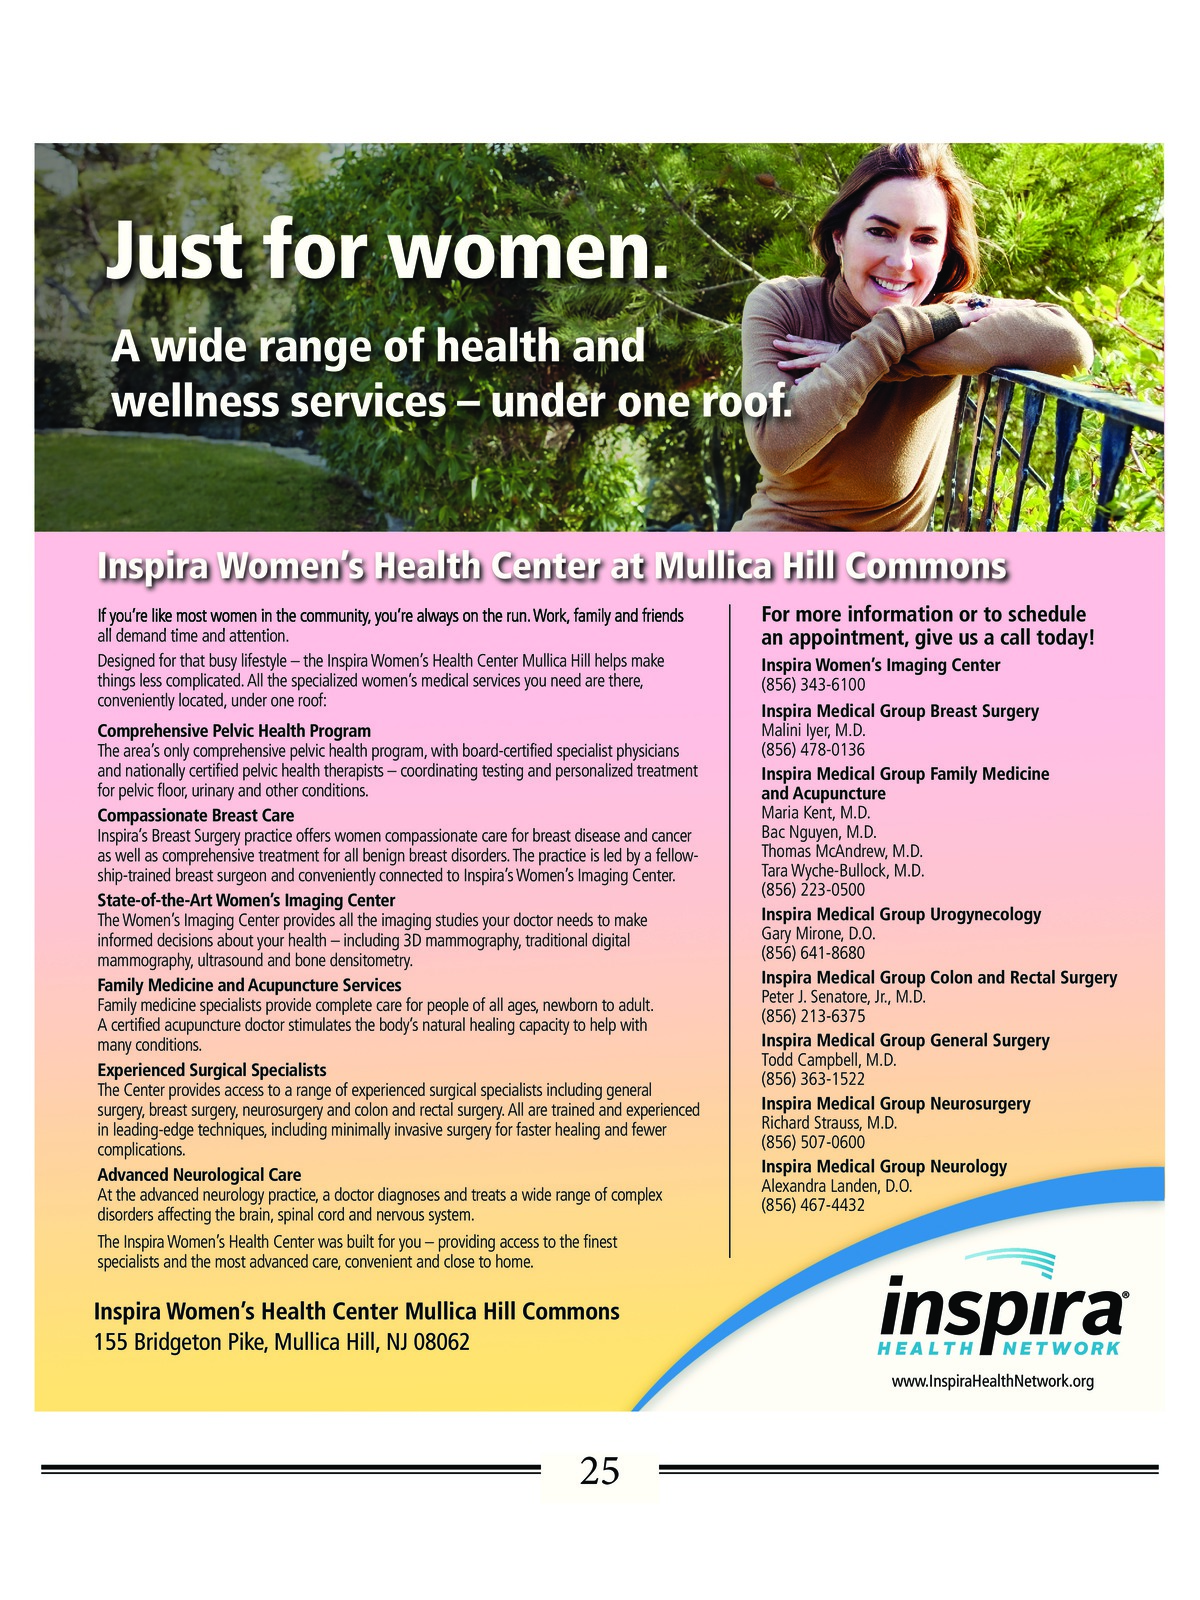 Just for women.
A wide range of health and
wellness services – under one roof.
Inspira Women's Health Center at Mullica Hill Commons
If you're like most women in the community, you're always on the run. Work, family and friends
all demand time and attention.
Designed for that busy lifestyle – the Inspira Women's Health Center Mullica Hill helps make
things less complicated. All the specialized women's medical services you need are there,
conveniently located, under one roof:
Comprehensive Pelvic Health Program
The area's only comprehensive pelvic health program, with board-certified specialist physicians
and nationally certified pelvic health therapists – coordinating testing and personalized treatment
for pelvic floor, urinary and other conditions.
Compassionate Breast Care
Inspira's Breast Surgery practice offers women compassionate care for breast disease and cancer
as well as comprehensive treatment for all benign breast disorders. The practice is led by a fellow-
ship-trained breast surgeon and conveniently connected to Inspira's Women's Imaging Center.
State-of-the-Art Women's Imaging Center
The Women's Imaging Center provides all the imaging studies your doctor needs to make
informed decisions about your health – including 3D mammography, traditional digital
mammography, ultrasound and bone densitometry.
Family Medicine and Acupuncture Services
Family medicine specialists provide complete care for people of all ages, newborn to adult.
A certified acupuncture doctor stimulates the body's natural healing capacity to help with
many conditions.
Experienced Surgical Specialists
The Center provides access to a range of experienced surgical specialists including general
surgery, breast surgery, neurosurgery and colon and rectal surgery. All are trained and experienced
in leading-edge techniques, including minimally invasive surgery for faster healing and fewer
complications.
Advanced Neurological Care
At the advanced neurology practice, a doctor diagnoses and treats a wide range of complex
disorders affecting the brain, spinal cord and nervous system.
The Inspira Women's Health Center was built for you – providing access to the finest
specialists and the most advanced care, convenient and close to home.
Inspira Women's Health Center Mullica Hill Commons
155 Bridgeton Pike, Mullica Hill, NJ 08062
For more information or to schedule
an appointment, give us a call today!
Inspira Women's Imaging Center
(856) 343-6100
Inspira Medical Group Breast Surgery
Malini Iyer, M.D.
(856) 478-0136
Inspira Medical Group Family Medicine
and Acupuncture
Maria Kent, M.D.
Bac Nguyen, M.D.
Thomas McAndrew, M.D.
Tara Wyche-Bullock, M.D.
(856) 223-0500
Inspira Medical Group Urogynecology
Gary Mirone, D.O.
(856) 641-8680
Inspira Medical Group Colon and Rectal Surgery
Peter J. Senatore, Jr., M.D.
(856) 213-6375
Inspira Medical Group General Surgery
Todd Campbell, M.D.
(856) 363-1522
Inspira Medical Group Neurosurgery
Richard Strauss, M.D.
(856) 507-0600
Inspira Medical Group Neurology
Alexandra Landen, D.O.
(856) 467-4432
inspira®
HEALTH NETWORK
www.InspiraHealthNetwork.org
25